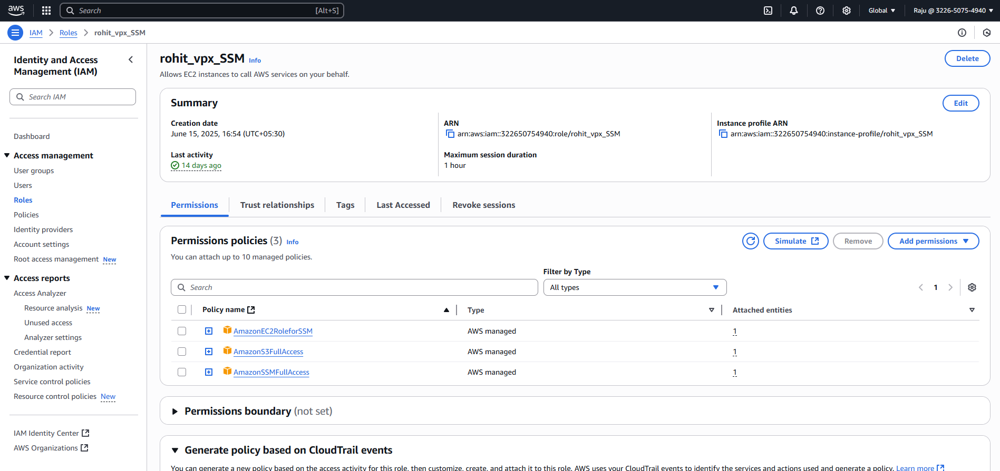 aws
Search
[Alt+S]
Global
Raju @ 3226-5075-4940
IAM
Roles
rohit_vpx_SSM
Identity and Access
Management (IAM)
Search IAM
Dashboard
Access management
User groups
Users
Roles
Policies
Identity providers
Account settings
Root access management New
Access reports
Access Analyzer
Resource analysis New
Unused access
Analyzer settings
Credential report
Organization activity
Service control policies
Resource control policies New
IAM Identity Center
AWS Organizations
rohit_vpx_SSM Info
Delete
Allows EC2 instances to call AWS services on your behalf.
Summary
Edit
Creation date
June 15, 2025, 16:54 (UTC+05:30)
ARN
arn:aws:iam::322650754940:role/rohit_vpx_SSM
Instance profile ARN
arn:aws:iam::322650754940:instance-profile/rohit_vpx_SSM
Last activity
14 days ago
Maximum session duration
1 hour
Permissions
Trust relationships
Tags
Last Accessed
Revoke sessions
Permissions policies (3) Info
Simulate
Remove
Add permissions
You can attach up to 10 managed policies.
Filter by Type
Search
All types
1
Policy name
Type
Attached entities
AmazonEC2RoleforSSM
AWS managed
1
AmazonS3FullAccess
AWS managed
1
AmazonSSMFullAccess
AWS managed
1
Permissions boundary (not set)
Generate policy based on CloudTrail events
You can generate a new policy based on the access activity for this role, then customize, create, and attach it to this role. AWS uses your CloudTrail events to identify the services and actions used and generate a policy. Learn more